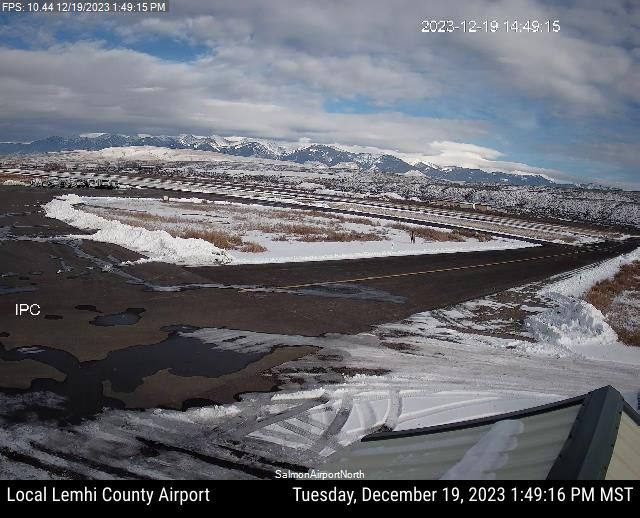 FPS: 10.44 12/19/2023 1:49:15 PM
2023-12-19 14:49:15
IPC
SalmonAirportNorth
Local Lemhi County Airport
Tuesday, December 19, 2023 1:49:16 PM MST